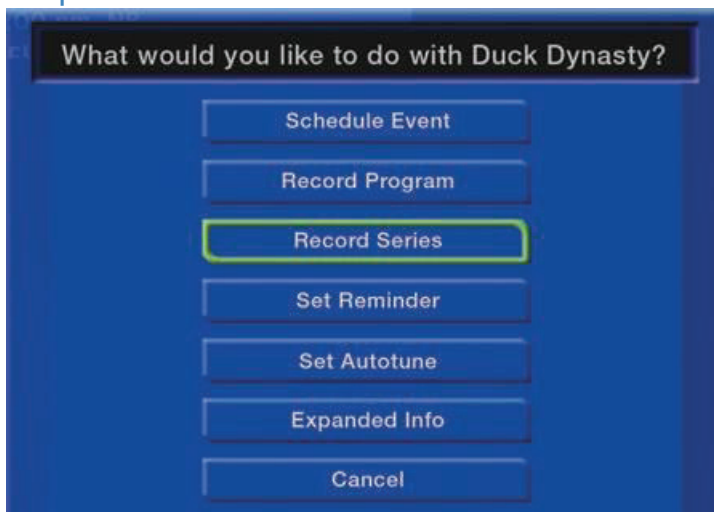 What would you like to do with Duck Dynasty?
Schedule Event
Record Program
Record Series
Set Reminder
Set Autotune
Expanded Info
Cancel